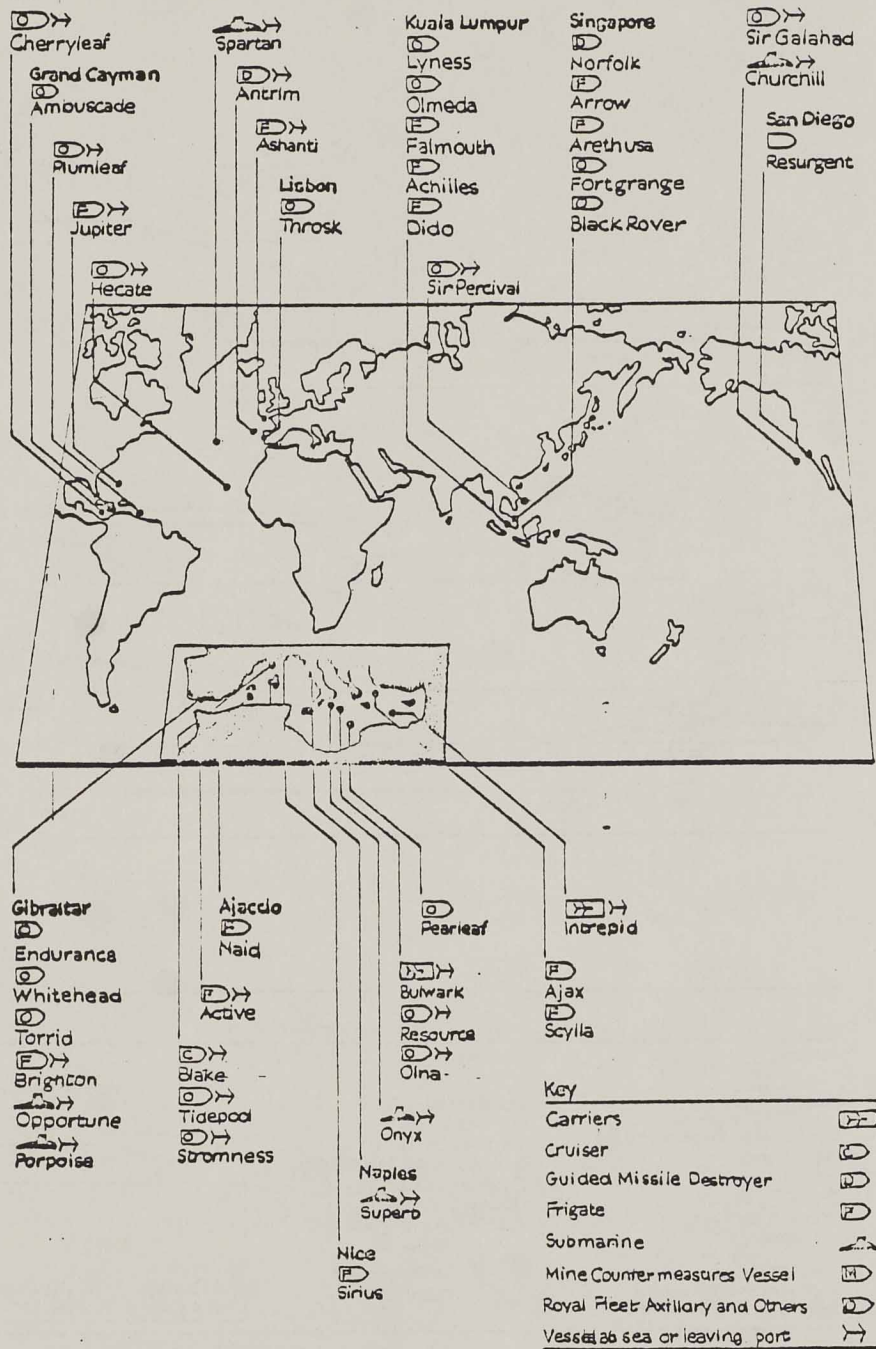 Cherryleaf
Grand Cayman
Ambuscade
Plumleaf
Jupiter
Hecate
Spartan
Antrim
Ashanti
Lisbon
Throsk
Kuala Lumpur
Lyness
Olmeda
Falmouth
Achilles
Dido
Sir Percival
Singapore
Norfolk
Arrow
Arethusa
Fortgrange
Black Rover
Sir Galahad
Churchill
San Diego
Resurgent
Gibraltar
Endurance
Whitehead
Torrid
Brighton
Opportune
Porpoise
Ajaccio
Naid
Active
Blake
Tidepool
Stromness
Nice
Sirius
Naples
Superb
Onyx
Bulwark
Resource
Olna
Pearleaf
Intrepid
Ajax
Scylla
Key
Carriers
Cruiser C
Guided Missile Destroyer D
Frigate F
Submarine
Mine Countermeasures Vessel M
Royal Fleet Axillary and Others
Vessel at sea or leaving port